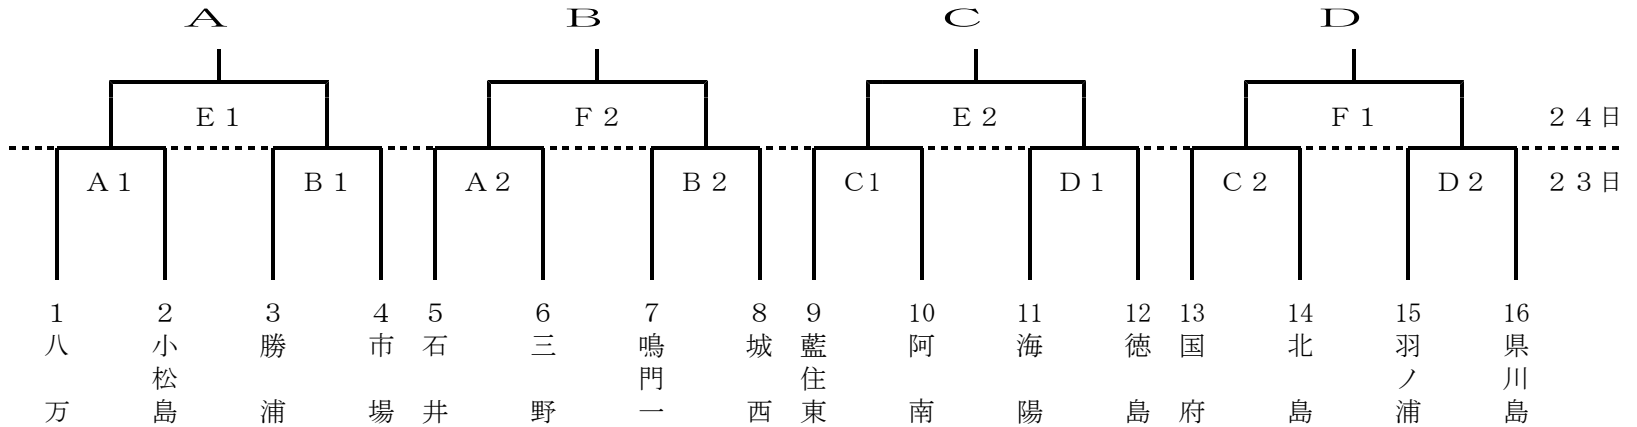 A B C D
E1 F2 E2 F1 24日
A1 B1 A2 B2 C1 D1 C2 D2 23日
1 2 3 4 5 6 7 8 9 10 11 12 13 14 15 16
八万
小松島
勝浦
市場
石井
三野
鳴門一
城西
藍住東
阿南
海陽
徳島
国府
北島
羽ノ浦
県川島